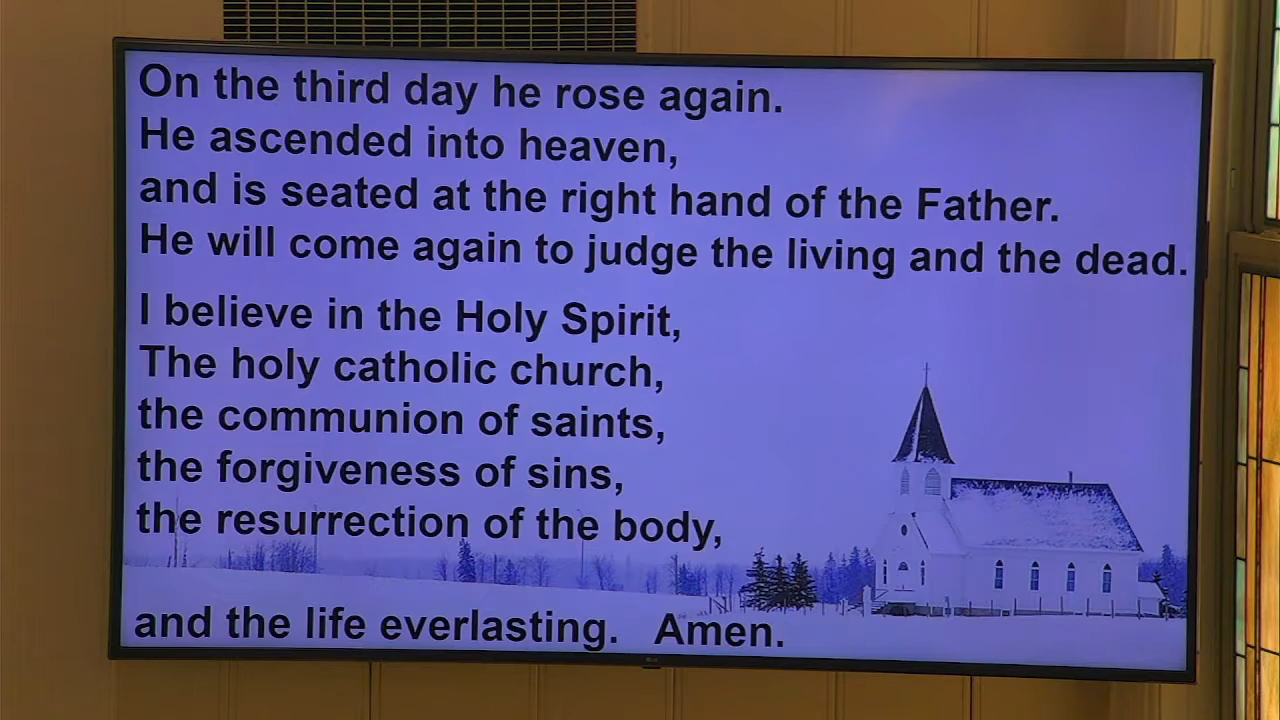 On the third day he rose again.
He ascended into heaven,
and is seated at the right hand of the Father.
He will come again to judge the living and the dead.
I believe in the Holy Spirit,
The holy catholic church,
the communion of saints,
the forgiveness of sins,
the resurrection of the body,
and the life everlasting. Amen.
LG